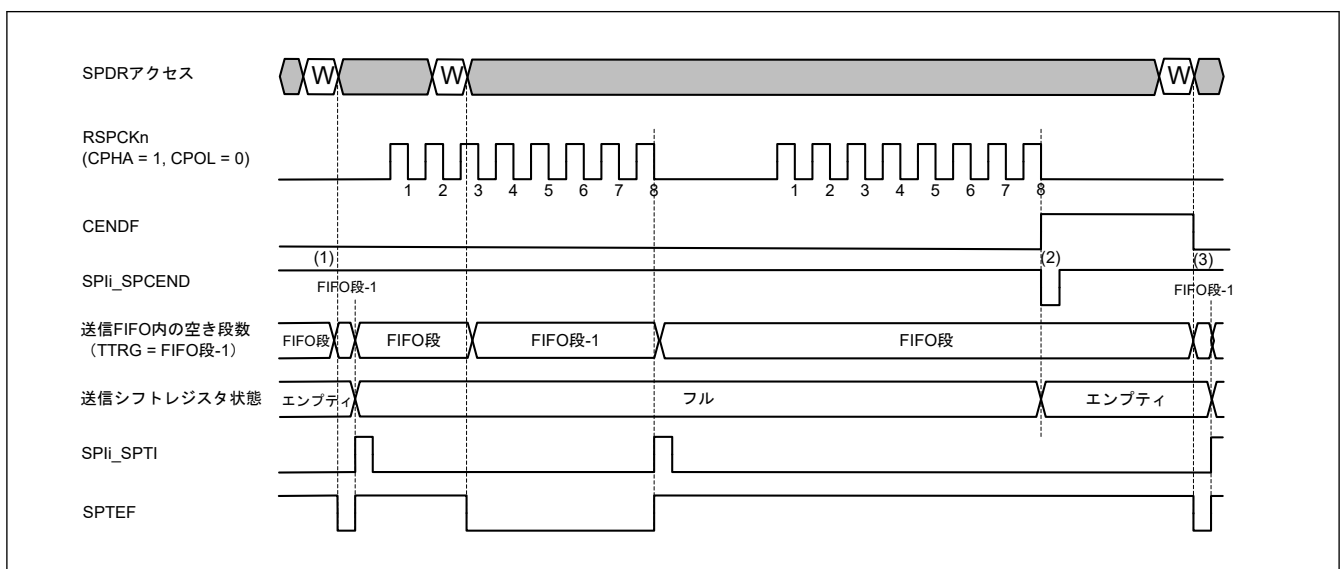 SPDRアクセス
W W W
RSPCKn
(CPHA = 1, CPOL = 0)
1 2 3 4 5 6 7 8 1 2 3 4 5 6 7 8
CENDF
(1) (2) (3)
SPIi_SPCEND
FIFO段-1 FIFO段-1
送信FIFO内の空き段数
(TTRG = FIFO段-1)
FIFO段 FIFO段 FIFO段-1 FIFO段
送信シフトレジスタ状態 エンプティ フル エンプティ
SPIi_SPTI
SPTEF